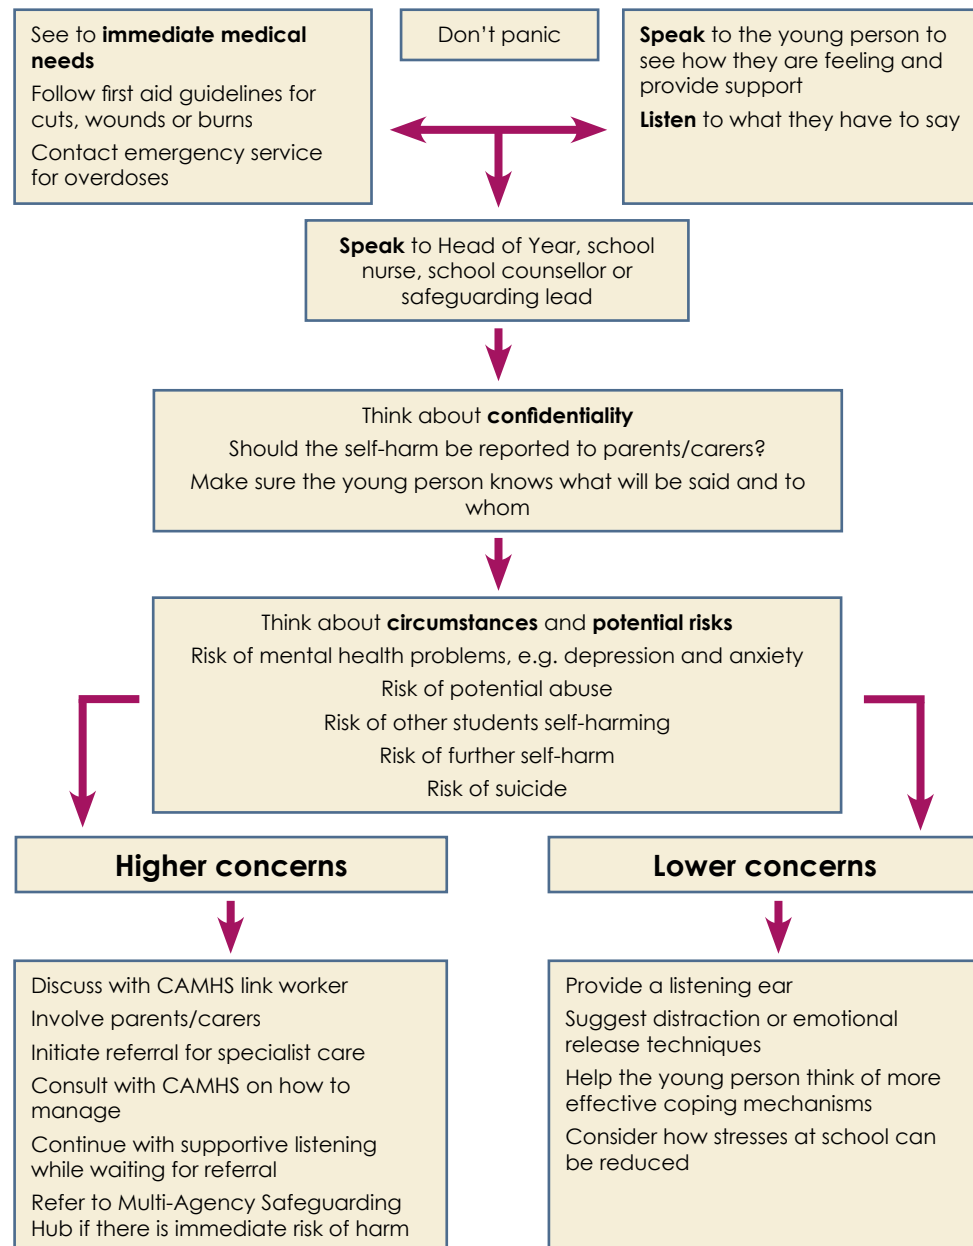 See to immediate medical
needs
Follow first aid guidelines for
cuts, wounds or burns
Contact emergency service
for overdoses
Don't panic
Speak to the young person to
see how they are feeling and
provide support
Listen to what they have to say
Speak to Head of Year, school
nurse, school counsellor or
safeguarding lead
Think about confidentiality
Should the self-harm be reported to parents/carers?
Make sure the young person knows what will be said and to
whom
Think about circumstances and potential risks
Risk of mental health problems, e.g. depression and anxiety
Risk of potential abuse
Risk of other students self-harming
Risk of further self-harm
Risk of suicide
Higher concerns
Discuss with CAMHS link worker
Involve parents/carers
Initiate referral for specialist care
Consult with CAMHS on how to
manage
Continue with supportive listening
while waiting for referral
Refer to Multi-Agency Safeguarding
Hub if there is immediate risk of harm
Lower concerns
Provide a listening ear
Suggest distraction or emotional
release techniques
Help the young person think of more
effective coping mechanisms
Consider how stresses at school can
be reduced